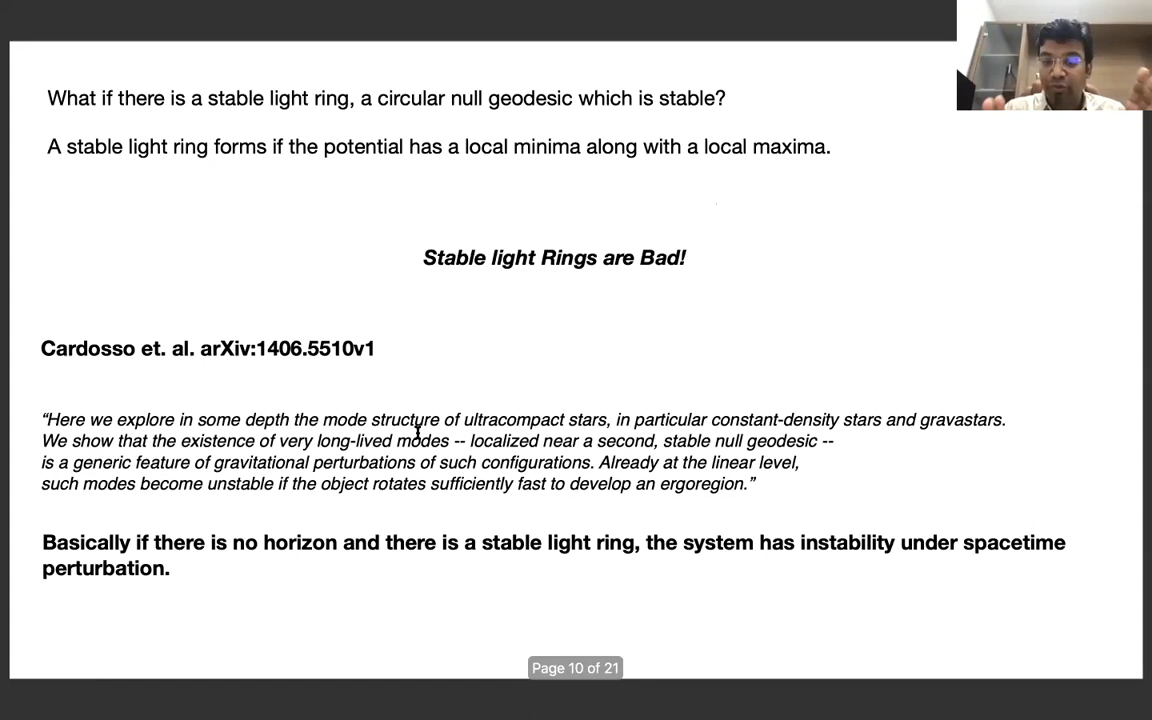 What if there is a stable light ring, a circular null geodesic which is stable?
A stable light ring forms if the potential has a local minima along with a local maxima.
Stable light Rings are Bad!
Cardosso et. al. arXiv:1406.5510v1
“Here we explore in some depth the mode structure of ultracompact stars, in particular constant-density stars and gravastars.
We show that the existence of very long-lived modes -- localized near a second, stable null geodesic --
is a generic feature of gravitational perturbations of such configurations. Already at the linear level,
such modes become unstable if the object rotates sufficiently fast to develop an ergoregion.”
Basically if there is no horizon and there is a stable light ring, the system has instability under spacetime
perturbation.
Page 10 of 21